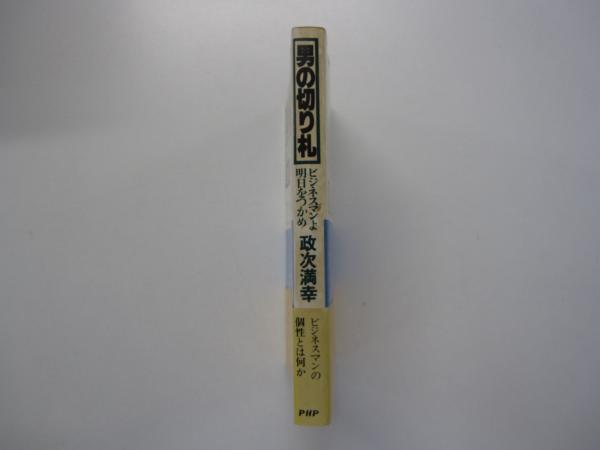 男の切り札
ビジネスマンよ
明日をつかめ
政次満幸
ビジネスマンの
個性とは何か
PHP